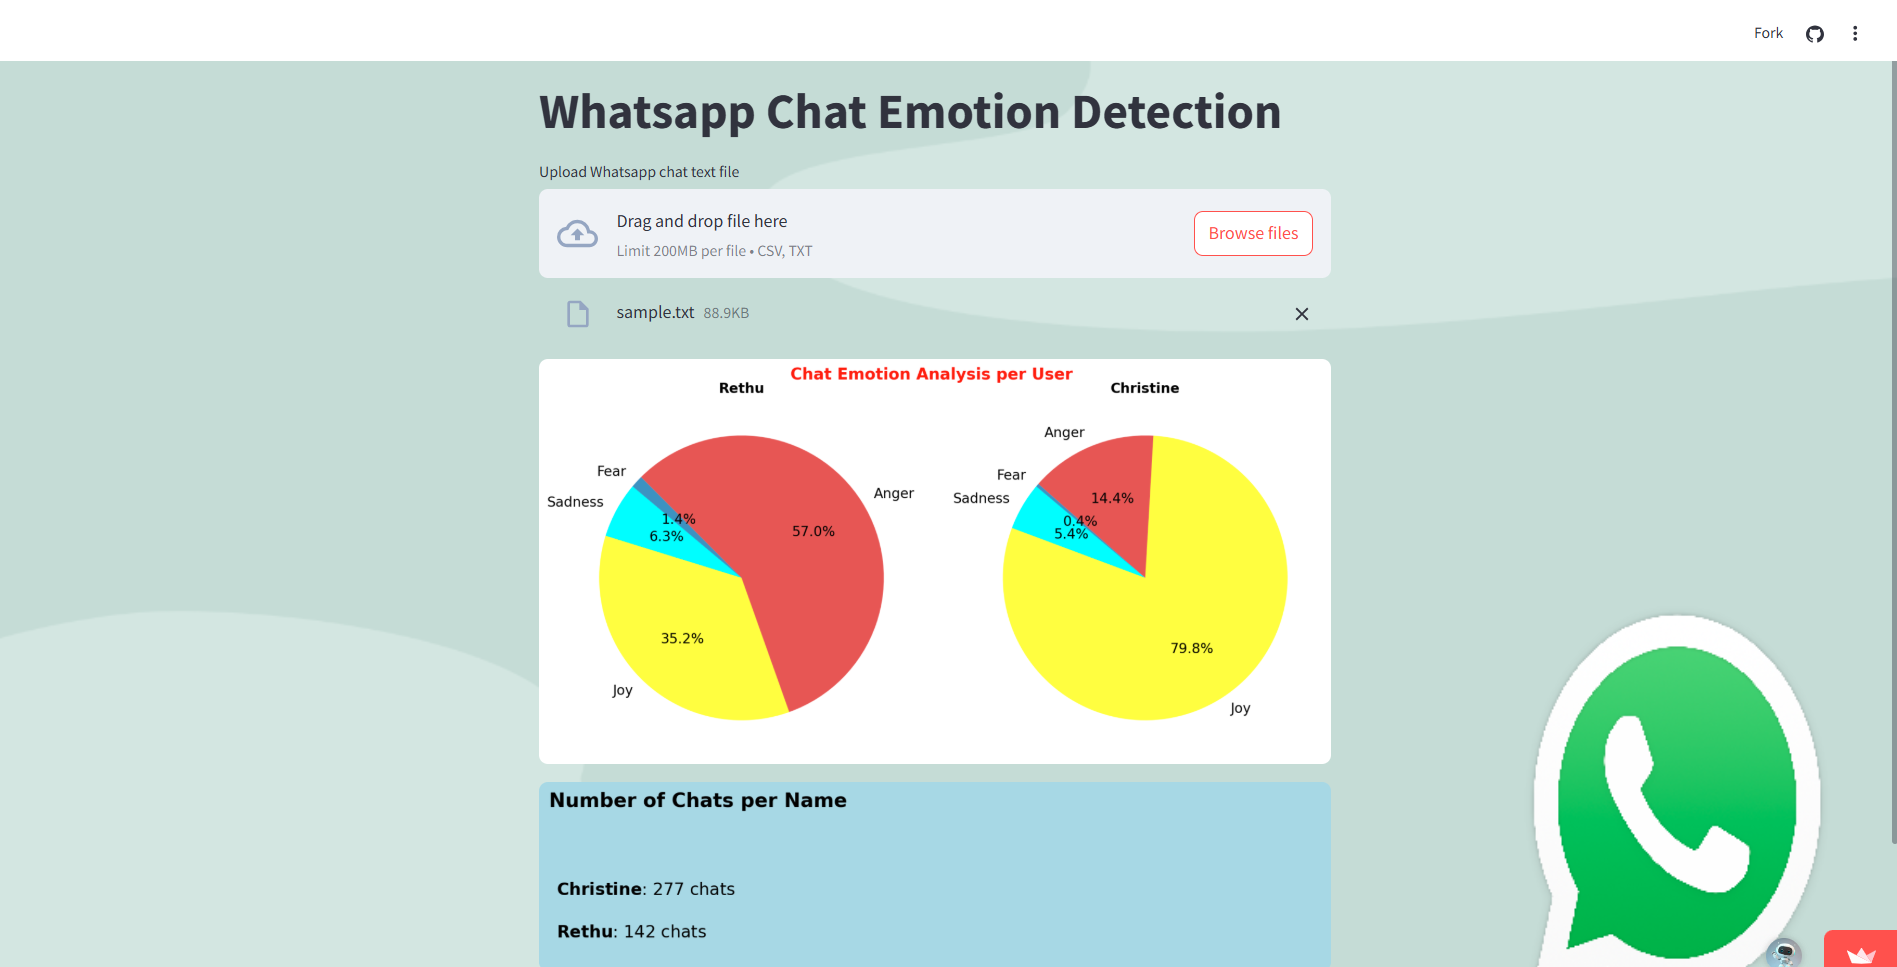 Fork
Whatsapp Chat Emotion Detection
Upload Whatsapp chat text file
Drag and drop file here
Limit 200MB per file • CSV, TXT
Browse files
sample.txt 88.9KB
Chat Emotion Analysis per User
Rethu
Fear
Sadness
Anger
1.4%
6.3%
57.0%
35.2%
Joy
Christine
Anger
Fear
Sadness
14.4%
0.4%
5.4%
79.8%
Joy
Number of Chats per Name
Christine: 277 chats
Rethu: 142 chats